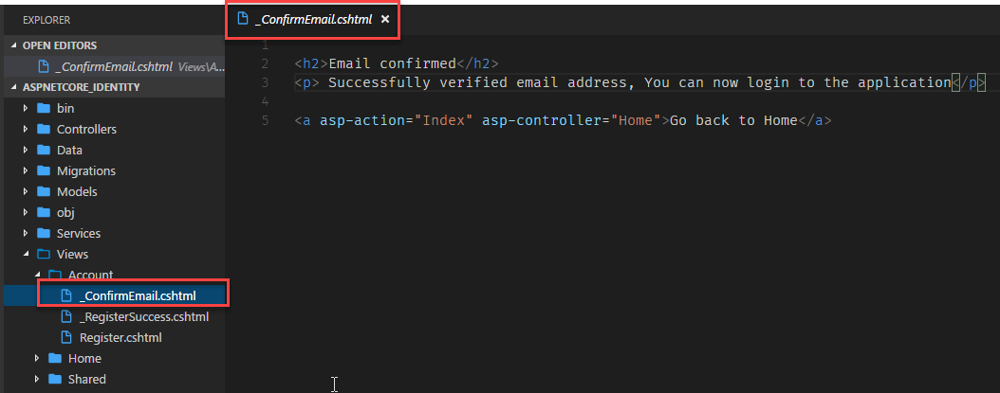 EXPLORER
OPEN EDITORS
_ConfirmEmail.cshtml Views\A...
ASPNETCORE_IDENTITY
bin
Controllers
Data
Migrations
Models
obj
Services
Views
Account
_ConfirmEmail.cshtml
_RegisterSuccess.cshtml
Register.cshtml
Home
Shared
_ConfirmEmail.cshtml
1
2 <h2>Email confirmed</h2>
3 <p> Successfully verified email address, You can now login to the application</p>
4
5 <a asp-action="Index" asp-controller="Home">Go back to Home</a>